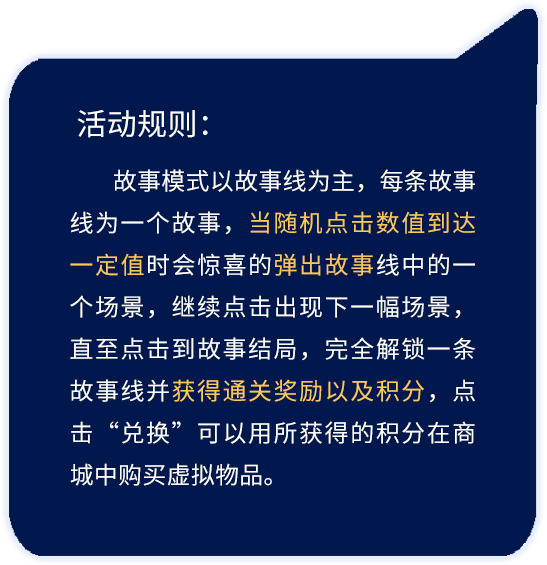 活动规则：
故事模式以故事线为主，每条故事
线为一个故事，当随机点击数值到达
一定值时会惊喜的弹出故事线中的一
个场景，继续点击出现下一幅场景，
直至点击到故事结局，完全解锁一条
故事线并获得通关奖励以及积分，点
击“兑换”可以用所获得的积分在商
城中购买虚拟物品。